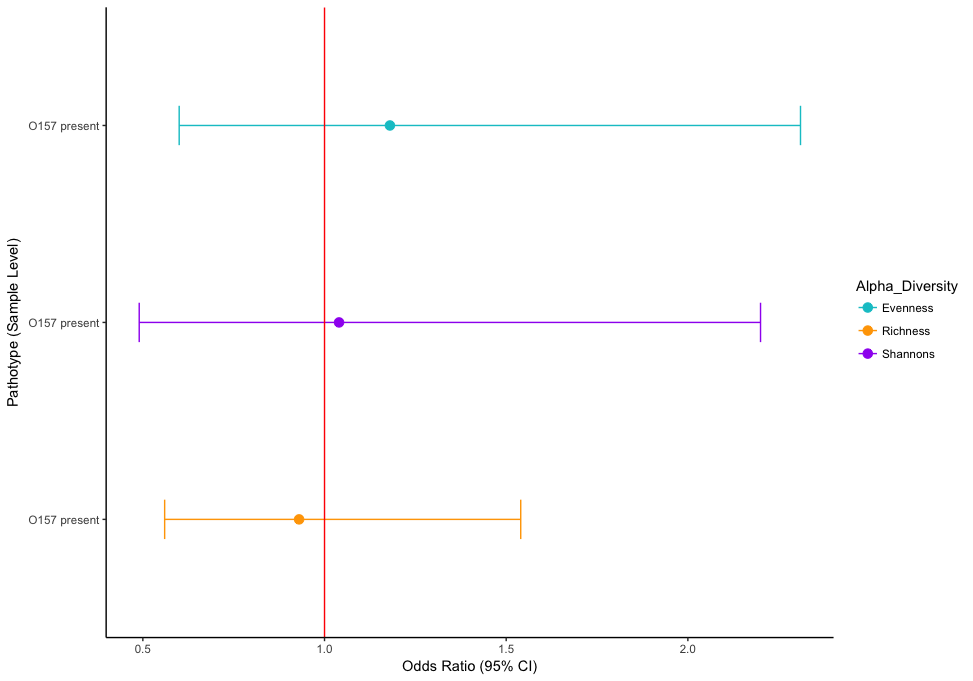 Pathotype (Sample Level)
O157 present
O157 present
O157 present
0.5 1.0 1.5 2.0
Odds Ratio (95% CI)
Alpha_Diversity
Evenness
Richness
Shannons